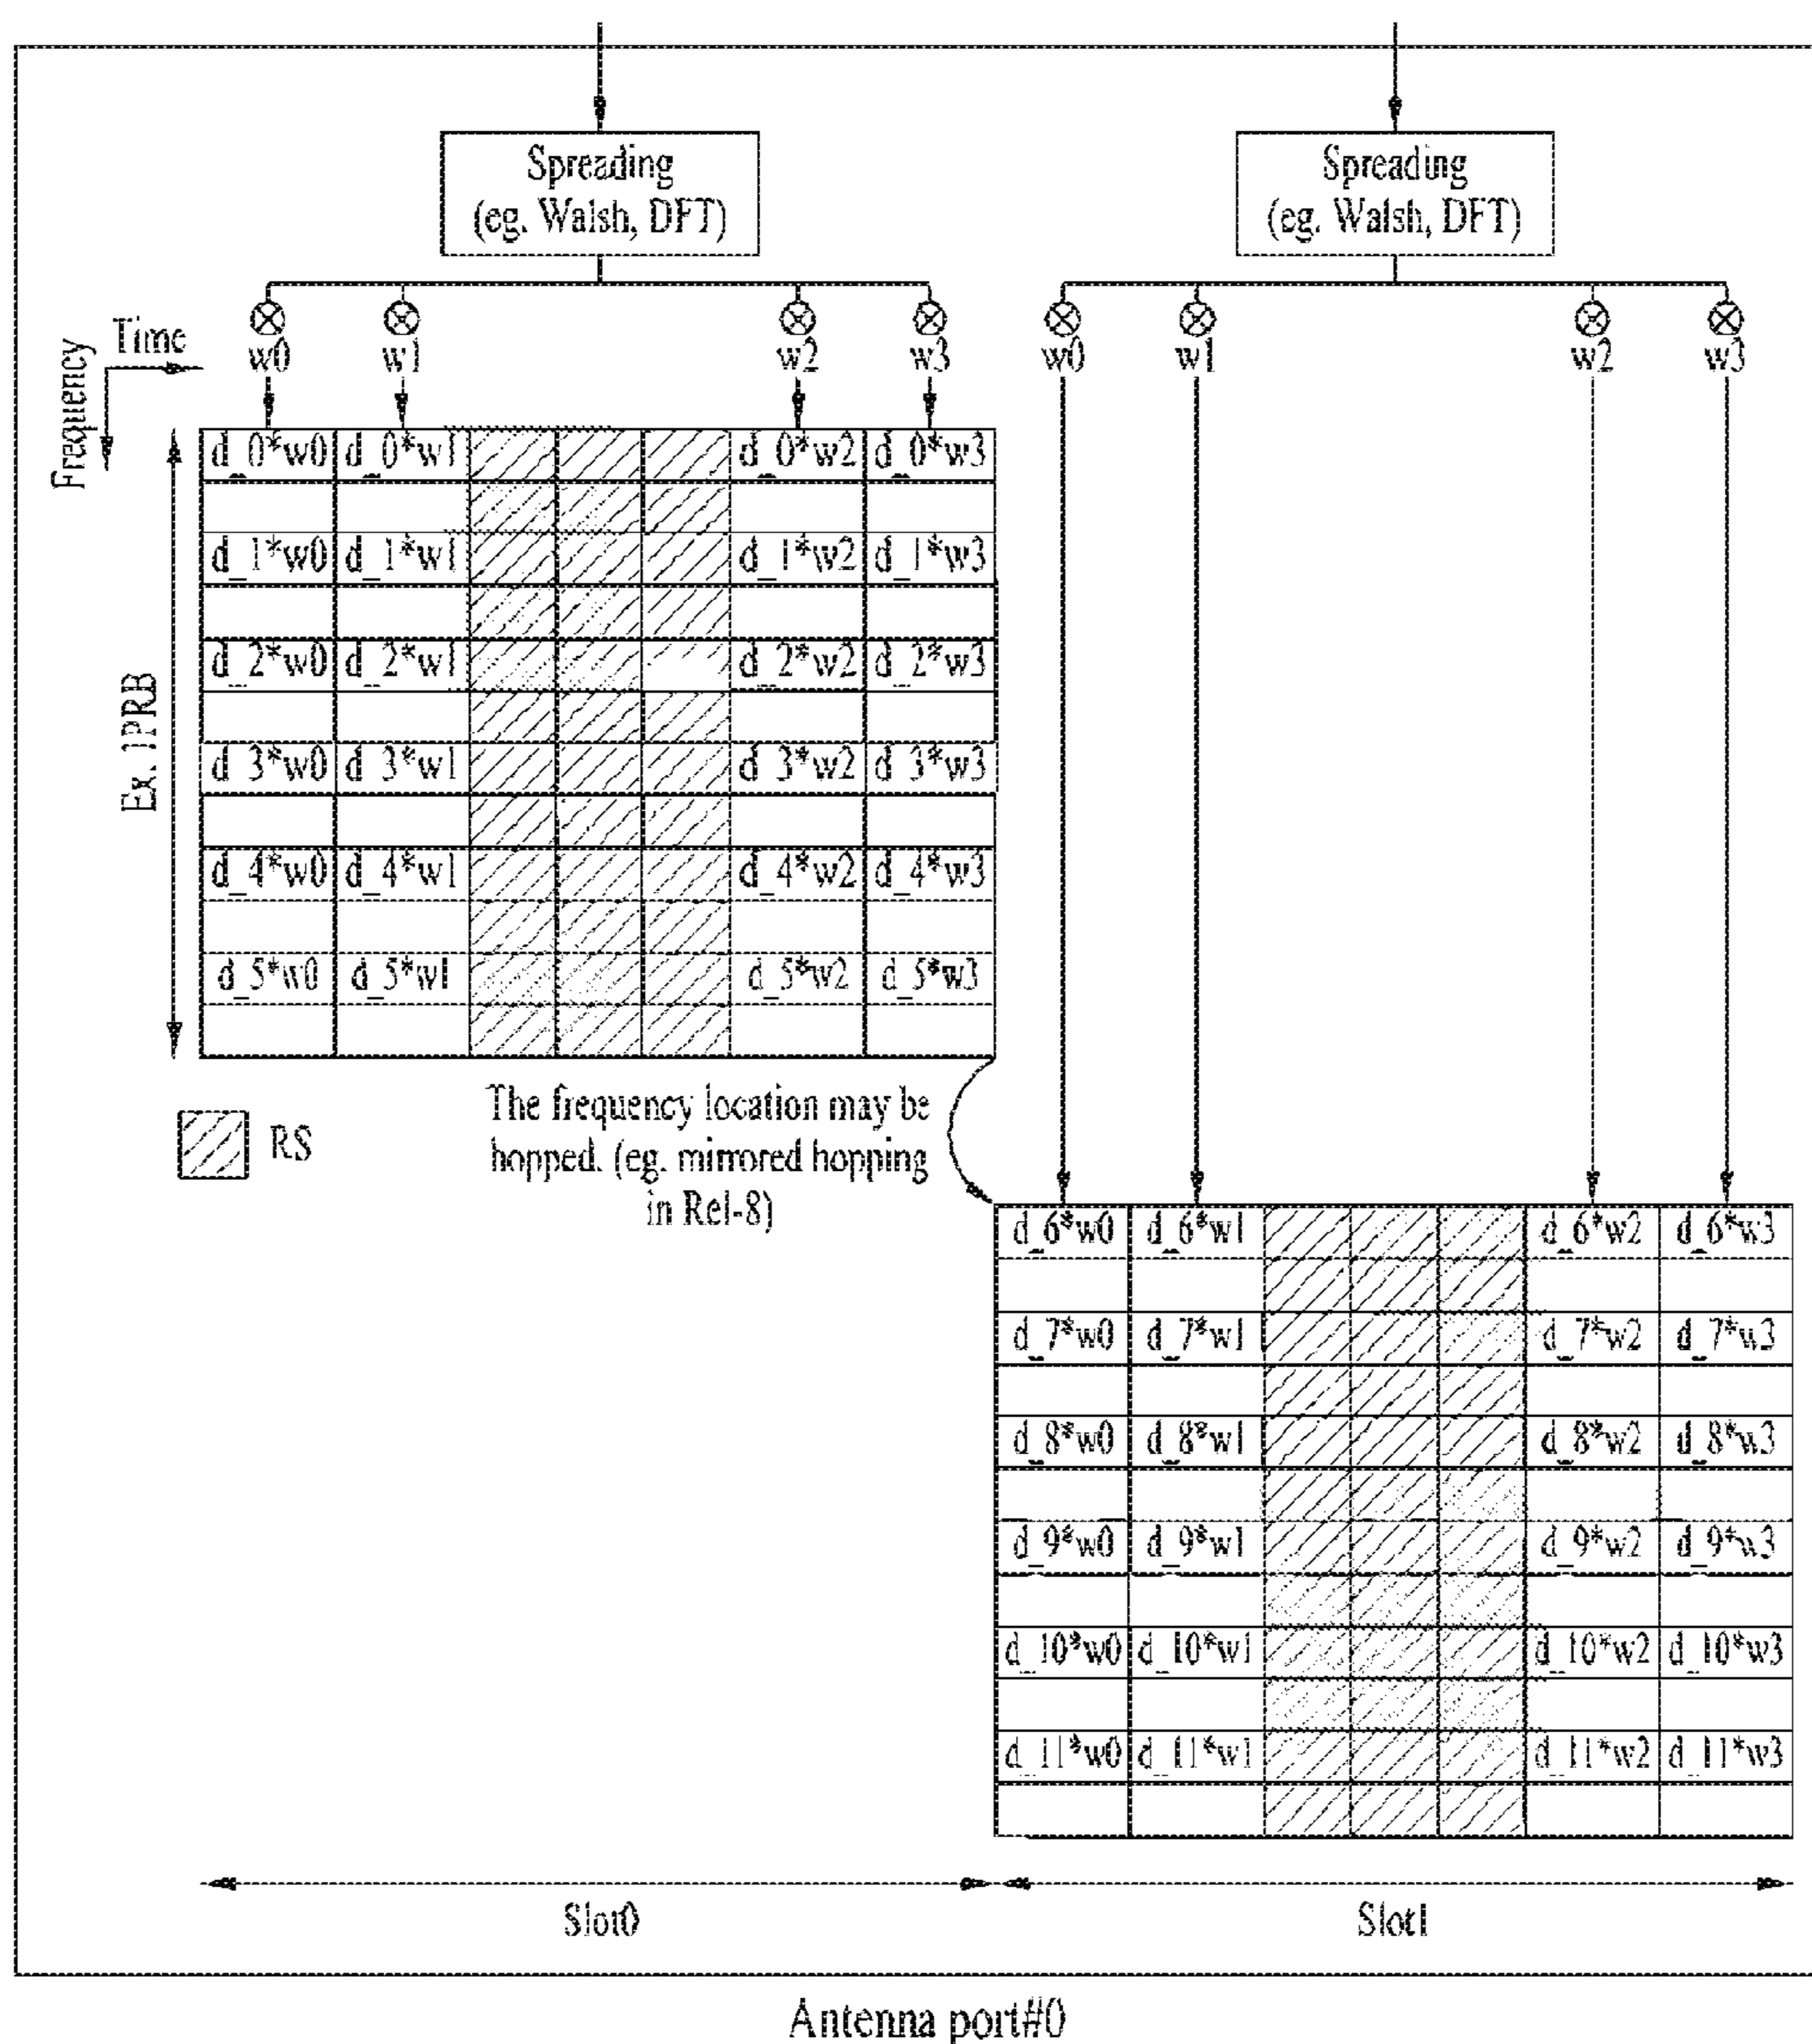 Spreading
(eg. Walsh, DFT)
Spreading
(eg. Walsh, DFT)
Time
Frequency
w0 w1 w2 w3 w0 w1 w2 w3
d_0*w0 d_0*w1 d_0*w2 d_0*w3
d_1*w0 d_1*w1 d_1*w2 d_1*w3
d_2*w0 d_2*w1 d_2*w2 d_2*w3
d_3*w0 d_3*w1 d_3*w2 d_3*w3
d_4*w0 d_4*w1 d_4*w2 d_4*w3
d_5*w0 d_5*w1 d_5*w2 d_5*w3
Ex. 1PRB
RS
The frequency location may be
hopped. (eg. mirrored hopping
in Rel-8)
d_6*w0 d_6*w1 d_6*w2 d_6*w3
d_7*w0 d_7*w1 d_7*w2 d_7*w3
d_8*w0 d_8*w1 d_8*w2 d_8*w3
d_9*w0 d_9*w1 d_9*w2 d_9*w3
d_10*w0 d_10*w1 d_10*w2 d_10*w3
d_11*w0 d_11*w1 d_11*w2 d_11*w3
Slot0 Slot1
Antenna port#0